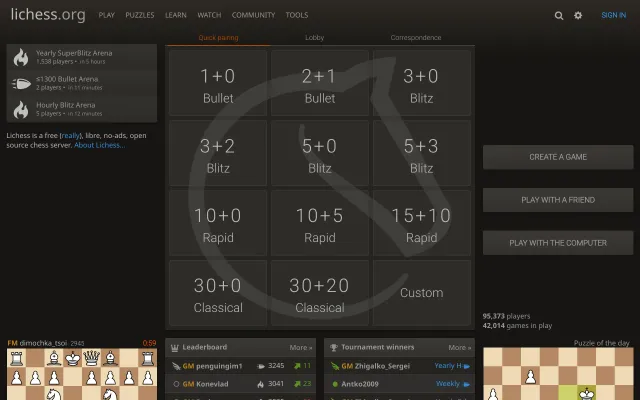 lichess.org PLAY PUZZLES LEARN WATCH COMMUNITY TOOLS SIGN IN
Yearly SuperBlitz Arena
1,538 players • in 5 hours
≤1300 Bullet Arena
2 players • in 11 minutes
Hourly Blitz Arena
5 players • in 12 minutes
Lichess is a free (really), libre, no-ads, open
source chess server. About Lichess...
Quick pairing Lobby Correspondence
1+0 2+1 3+0
Bullet Bullet Blitz
3+2 5+0 5+3
Blitz Blitz Blitz
10+0 10+5 15+10
Rapid Rapid Rapid
30+0 30+20 Custom
Classical Classical
CREATE A GAME
PLAY WITH A FRIEND
PLAY WITH THE COMPUTER
95,373 players
42,014 games in play
FM dimochka_tsoi 2943 0:59
Leaderboard More »
GM penguingim1 3245 11
GM Konevlad 3041 23
Tournament winners More »
GM Zhigalko_Sergei Yearly H
Antko2009 Weekly
Puzzle of the day